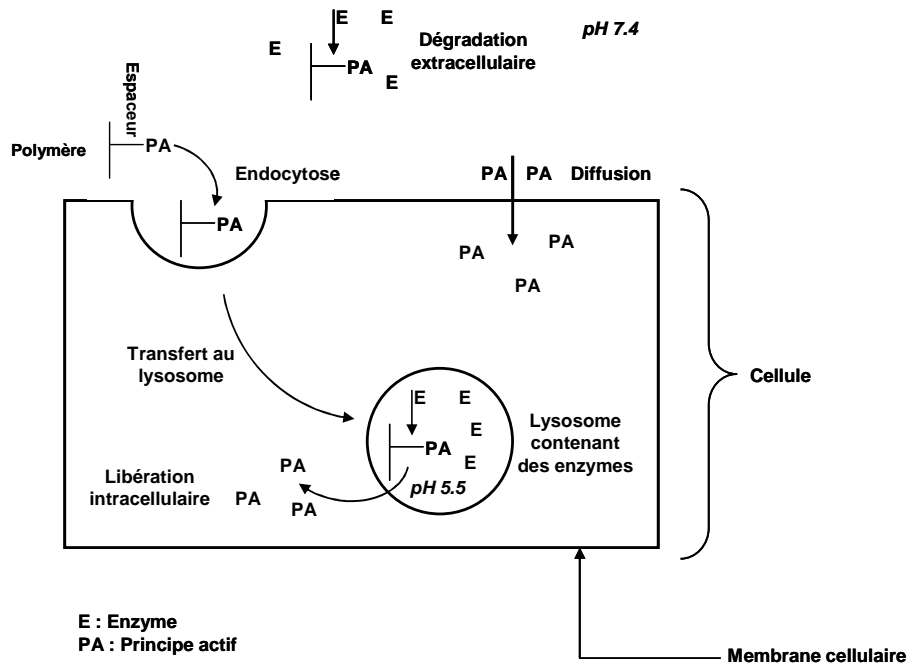 E E
pH 7.4
E
Dégradation
extracellulaire
PA
E
Espaceur
Polymère
PA
Endocytose
PA PA Diffusion
PA
PA
PA
PA
Transfert au
lysosome
Cellule
E E
E
PA
E
pH 5.5
Lysosome
contenant
des enzymes
Libération
intracellulaire
PA
PA
PA
E : Enzyme
PA : Principe actif
Membrane cellulaire